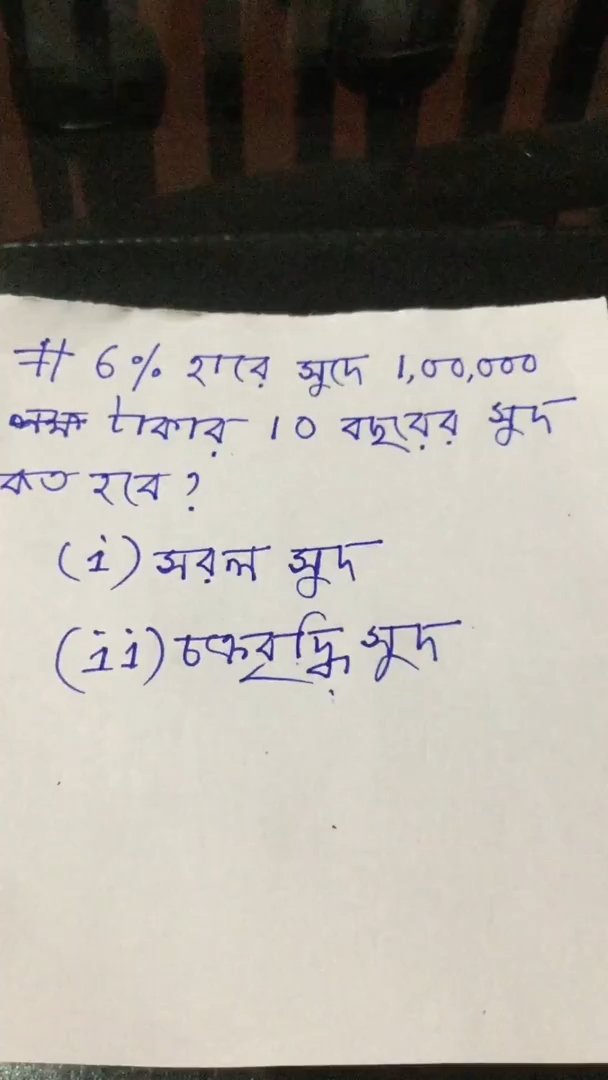 # 6% হারে সুদে 1,00,000
টাকার 10 বছরের সুদ
কত হবে?
(i) সরল সুদ
(ii) চক্রবৃদ্ধি সুদ